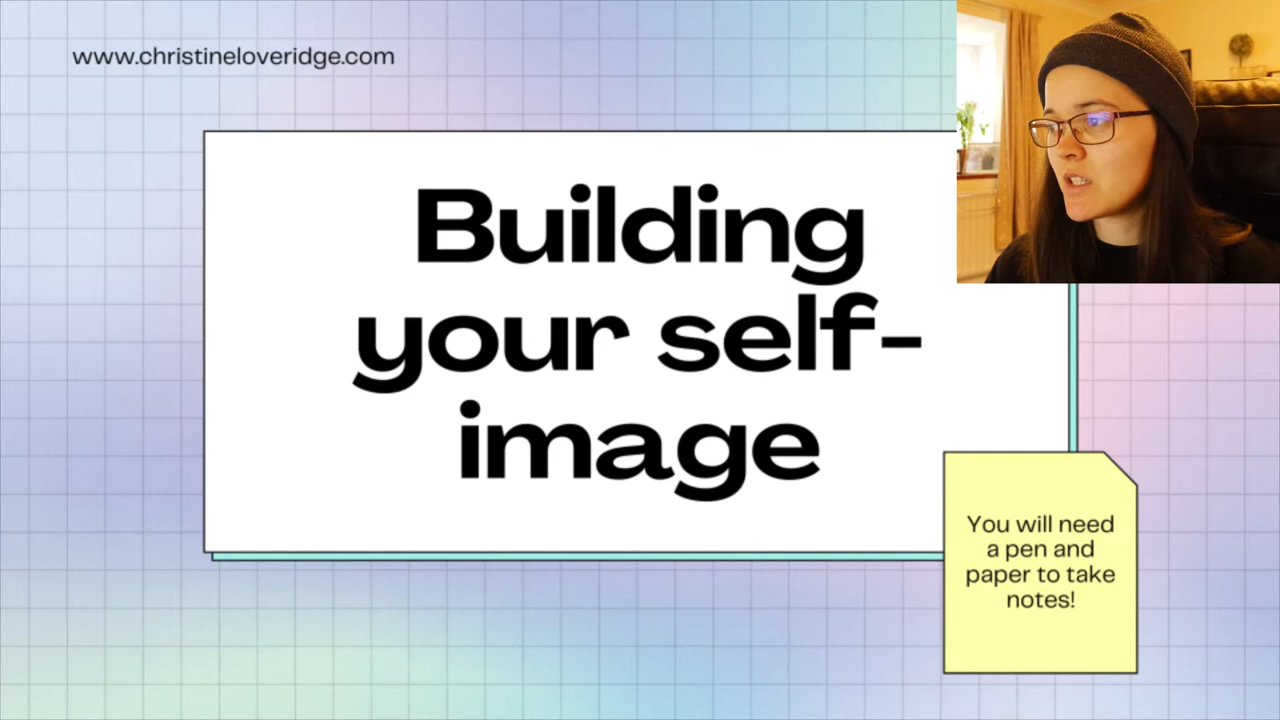 www.christineloveridge.com
Building
your self-
image
You will need
a pen and
paper to take
notes!